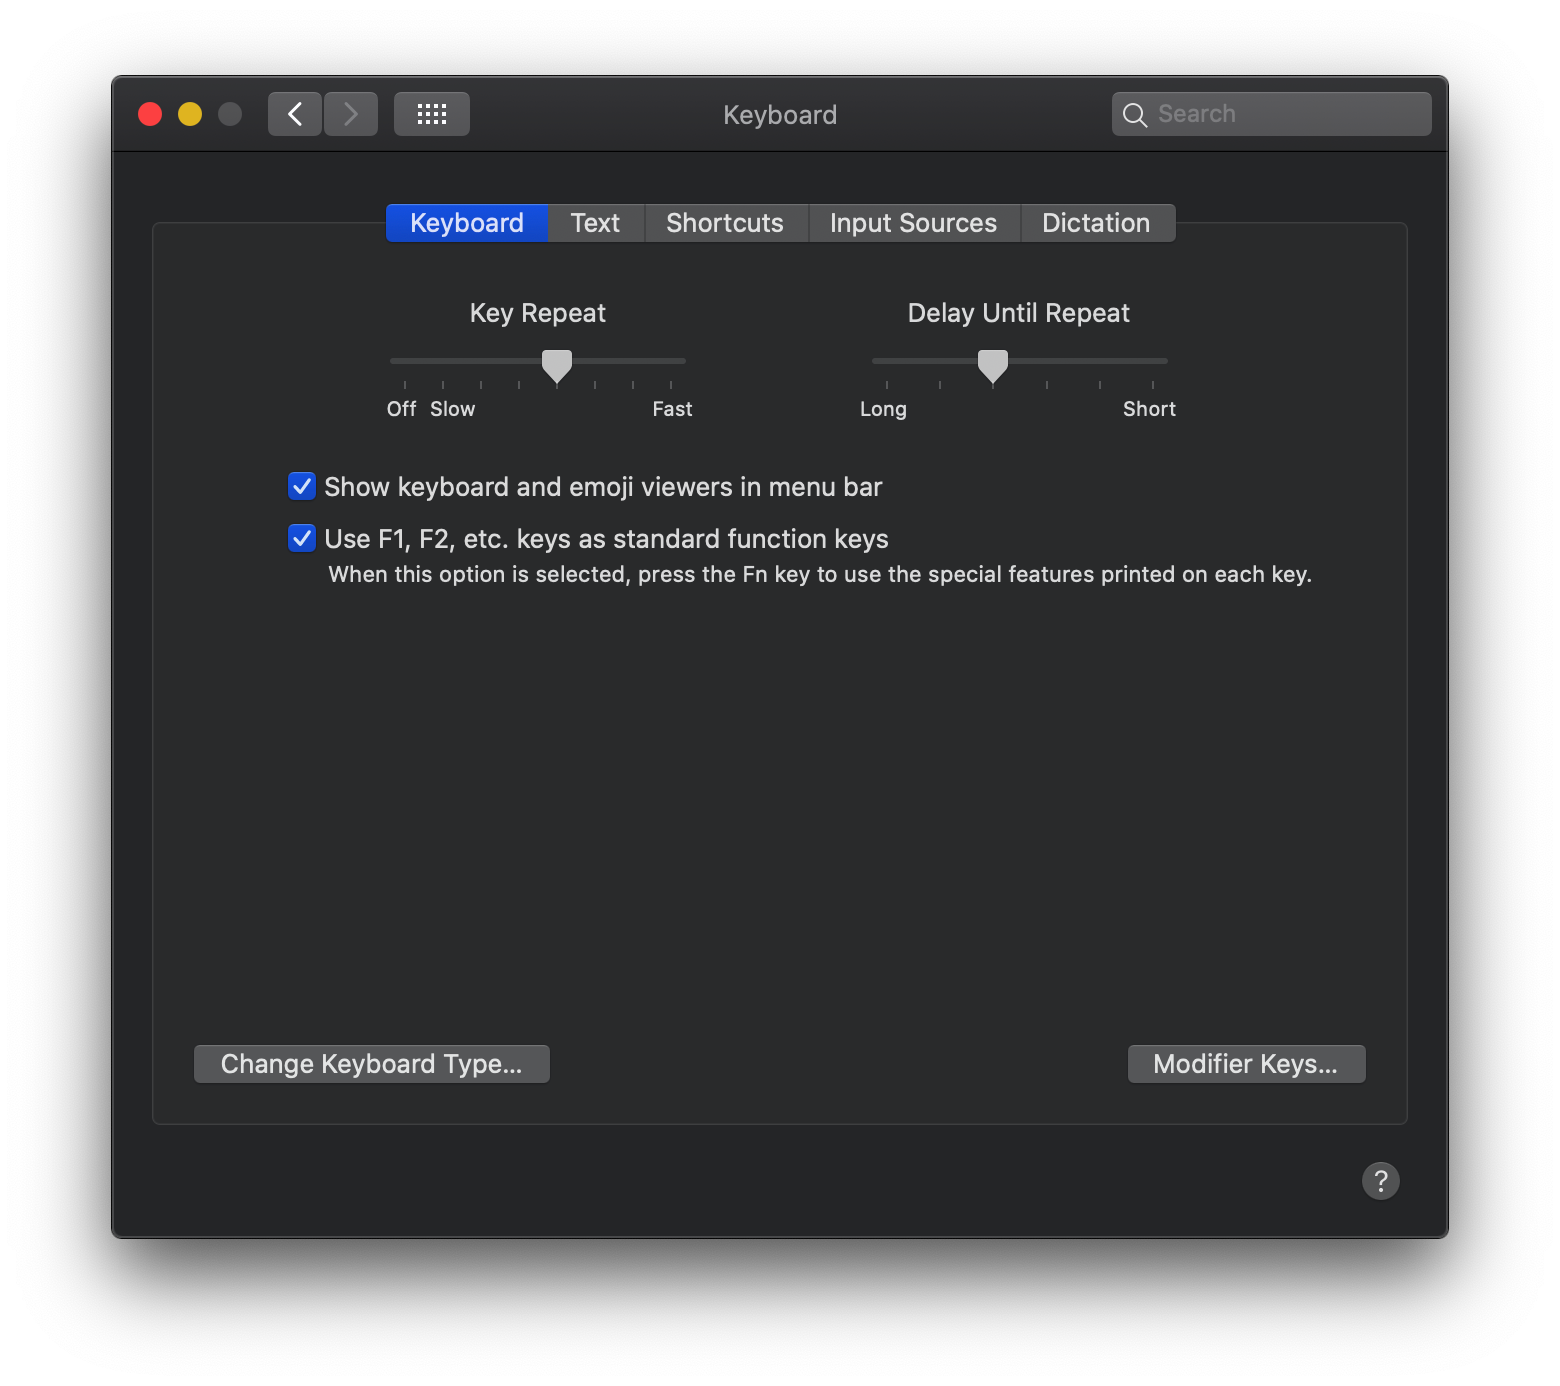 Keyboard
Search
Keyboard Text Shortcuts Input Sources Dictation
Key Repeat Delay Until Repeat
Off Slow Fast Long Short
Show keyboard and emoji viewers in menu bar
Use F1, F2, etc. keys as standard function keys
When this option is selected, press the Fn key to use the special features printed on each key.
Change Keyboard Type... Modifier Keys...
?